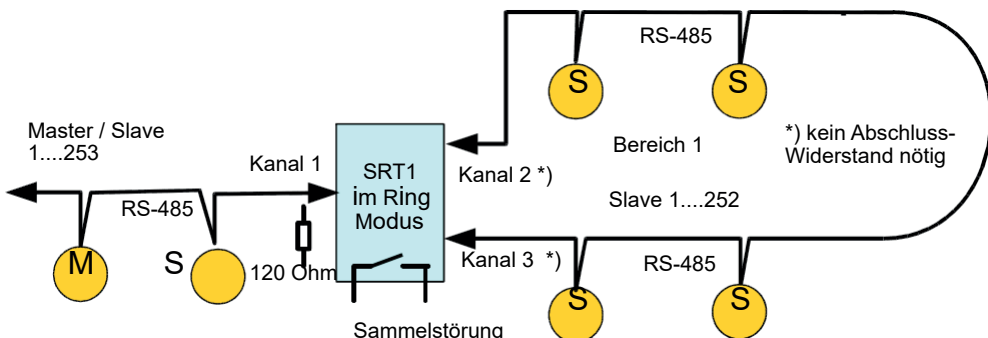 RS-485
S
S
Master / Slave
1....253
Kanal 1
SRT1
im Ring
Modus
Kanal 2 *)
Bereich 1
*) kein Abschluss-
Widerstand nötig
Slave 1....252
RS-485
M
S
120 Ohm
Kanal 3 *)
RS-485
S
S
Sammelstörung